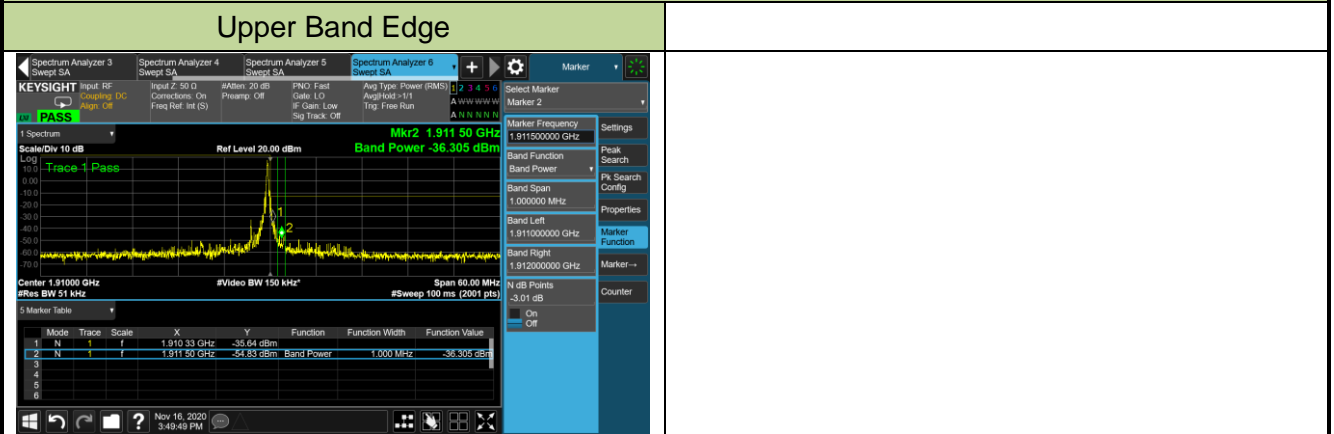 Upper Band Edge
Spectrum Analyzer 3
Swept SA
Spectrum Analyzer 4
Swept SA
Spectrum Analyzer 5
Swept SA
Spectrum Analyzer 6
Swept SA
+
Marker
KEYSIGHT
Input: RF
Coupling: DC
Align: Off
Input Z: 50 Ω
Corrections: On
Freq Ref: Int (S)
#Atten: 20 dB
Preamp: Off
PNO: Fast
Gate: LO
IF Gain: Low
Sig Track: Off
Avg Type: Power (RMS)
Avg|Hold:>1/1
Trig: Free Run
1 2 3 4 5 6
A W W W W W
A N N N N N
LXI
PASS
1 Spectrum
Scale/Div 10 dB
Ref Level 20.00 dBm
Mkr2 1.911 50 GHz
Band Power -36.305 dBm
Log
Trace 1 Pass
10.0
0.00
-10.0
-20.0
-30.0
-40.0
-50.0
-60.0
-70.0
1
2
Center 1.91000 GHz
#Res BW 51 kHz
#Video BW 150 kHz*
Span 60.00 MHz
#Sweep 100 ms (2001 pts)
5 Marker Table
Mode Trace Scale X Y Function Function Width Function Value
1 N 1 f 1.910 33 GHz -35.64 dBm
2 N 1 f 1.911 50 GHz -54.83 dBm Band Power 1.000 MHz -36.305 dBm
3
4
5
6
?
Nov 16, 2020
3:49:49 PM
Select Marker
Marker 2
Marker Frequency
1.911500000 GHz
Band Function
Band Power
Band Span
1.000000 MHz
Band Left
1.911000000 GHz
Band Right
1.912000000 GHz
N dB Points
-3.01 dB
On
Off
Settings
Peak
Search
Pk Search
Config
Properties
Marker
Function
Marker→
Counter